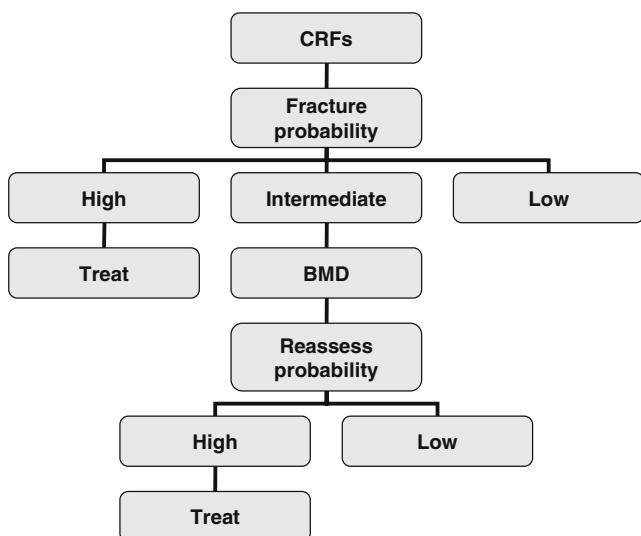 CRFs
Fracture
probability
High
Intermediate
Low
Treat
BMD
Reassess
probability
High
Low
Treat